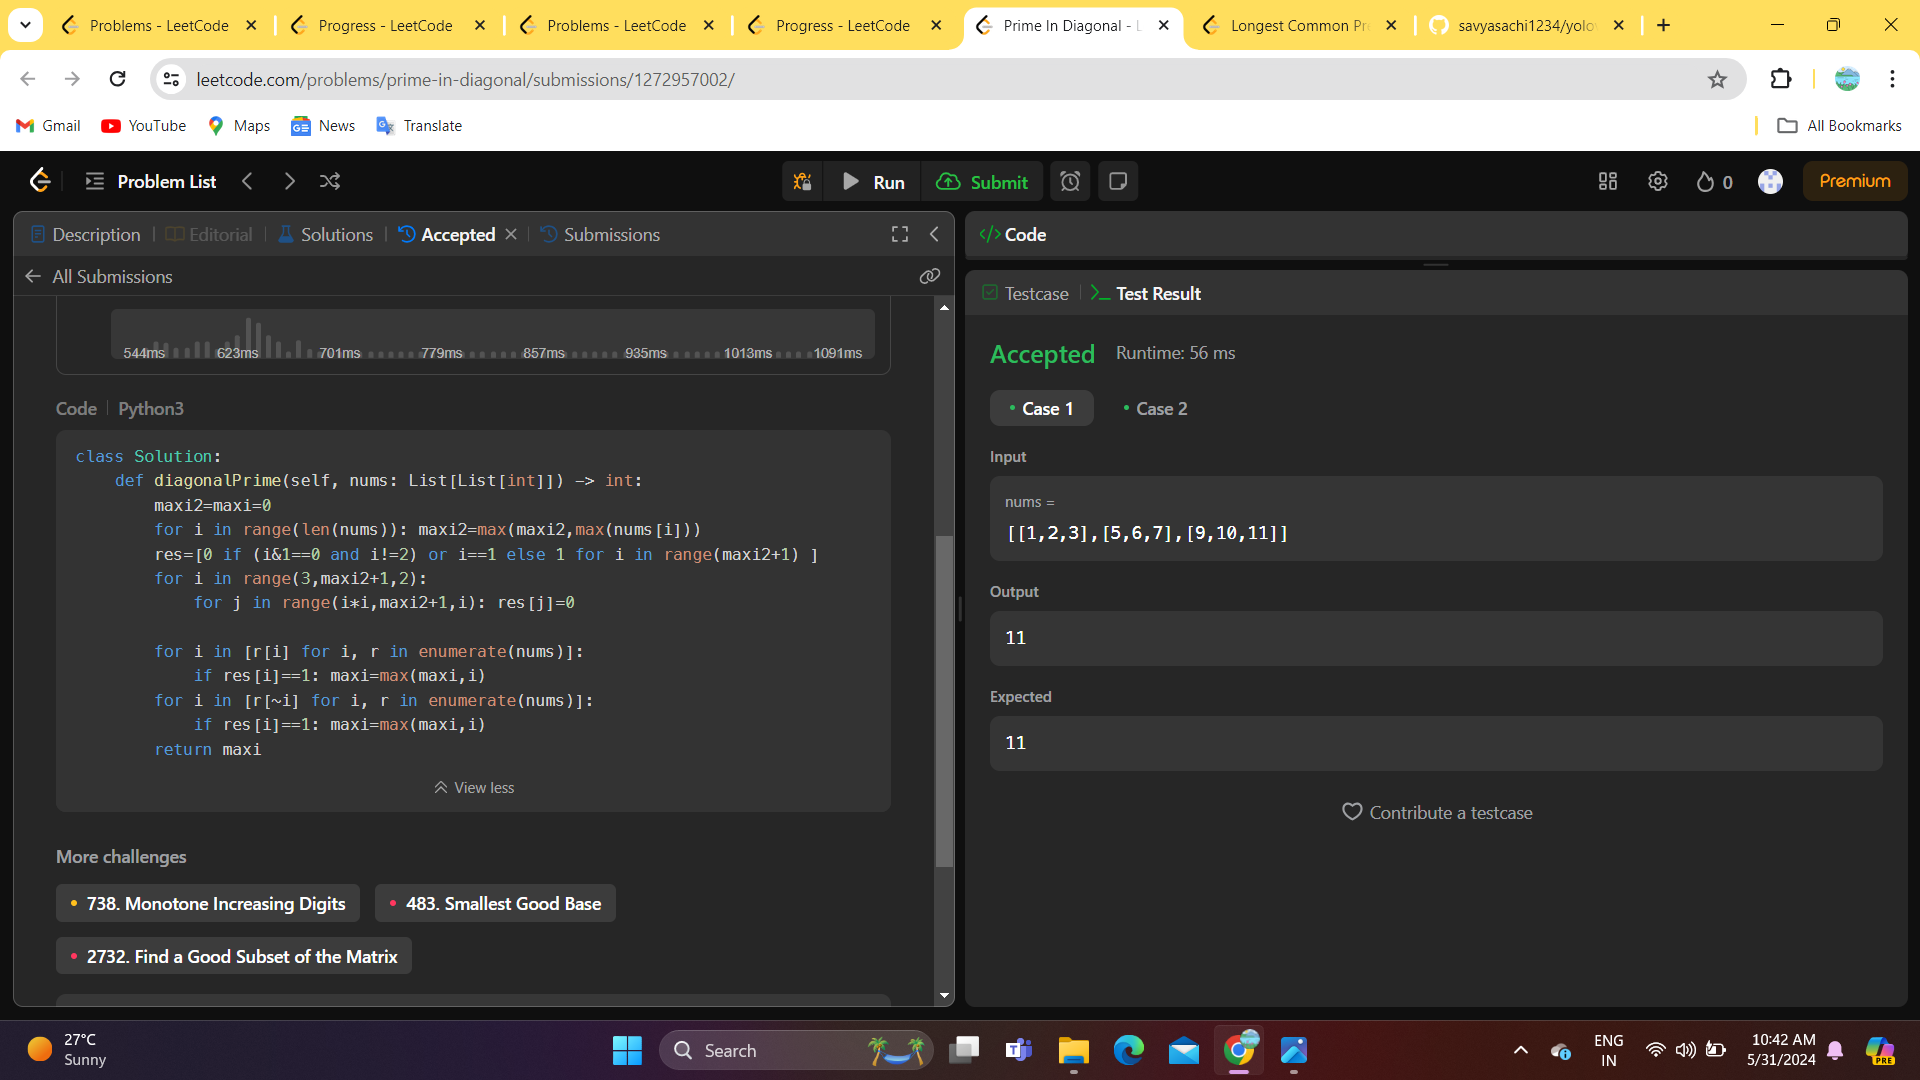 Problems - LeetCode
Progress - LeetCode
Problems - LeetCode
Progress - LeetCode
Prime In Diagonal - L
Longest Common Pr
savyasachi1234/yolov
leetcode.com/problems/prime-in-diagonal/submissions/1272957002/
Gmail
YouTube
Maps
News
Translate
All Bookmarks
Problem List
Run
Submit
0
Premium
Description
Editorial
Solutions
Accepted
Submissions
All Submissions
544ms 623ms 701ms 779ms 857ms 935ms 1013ms 1091ms
Code
Python3
class Solution:
    def diagonalPrime(self, nums: List[List[int]]) -> int:
        maxi2=maxi=0
        for i in range(len(nums)): maxi2=max(maxi2,max(nums[i]))
        res=[0 if (i&1==0 and i!=2) or i==1 else 1 for i in range(maxi2+1) ]
        for i in range(3,maxi2+1,2):
            for j in range(i*i,maxi2+1,i): res[j]=0
        for i in [r[i] for i, r in enumerate(nums)]:
            if res[i]==1: maxi=max(maxi,i)
        for i in [r[~i] for i, r in enumerate(nums)]:
            if res[i]==1: maxi=max(maxi,i)
        return maxi
View less
More challenges
738. Monotone Increasing Digits
483. Smallest Good Base
2732. Find a Good Subset of the Matrix
</> Code
Testcase
Test Result
Accepted
Runtime: 56 ms
Case 1
Case 2
Input
nums =
[[1,2,3],[5,6,7],[9,10,11]]
Output
11
Expected
11
Contribute a testcase
27°C
Sunny
Search
PRE
ENG
IN
10:42 AM
5/31/2024